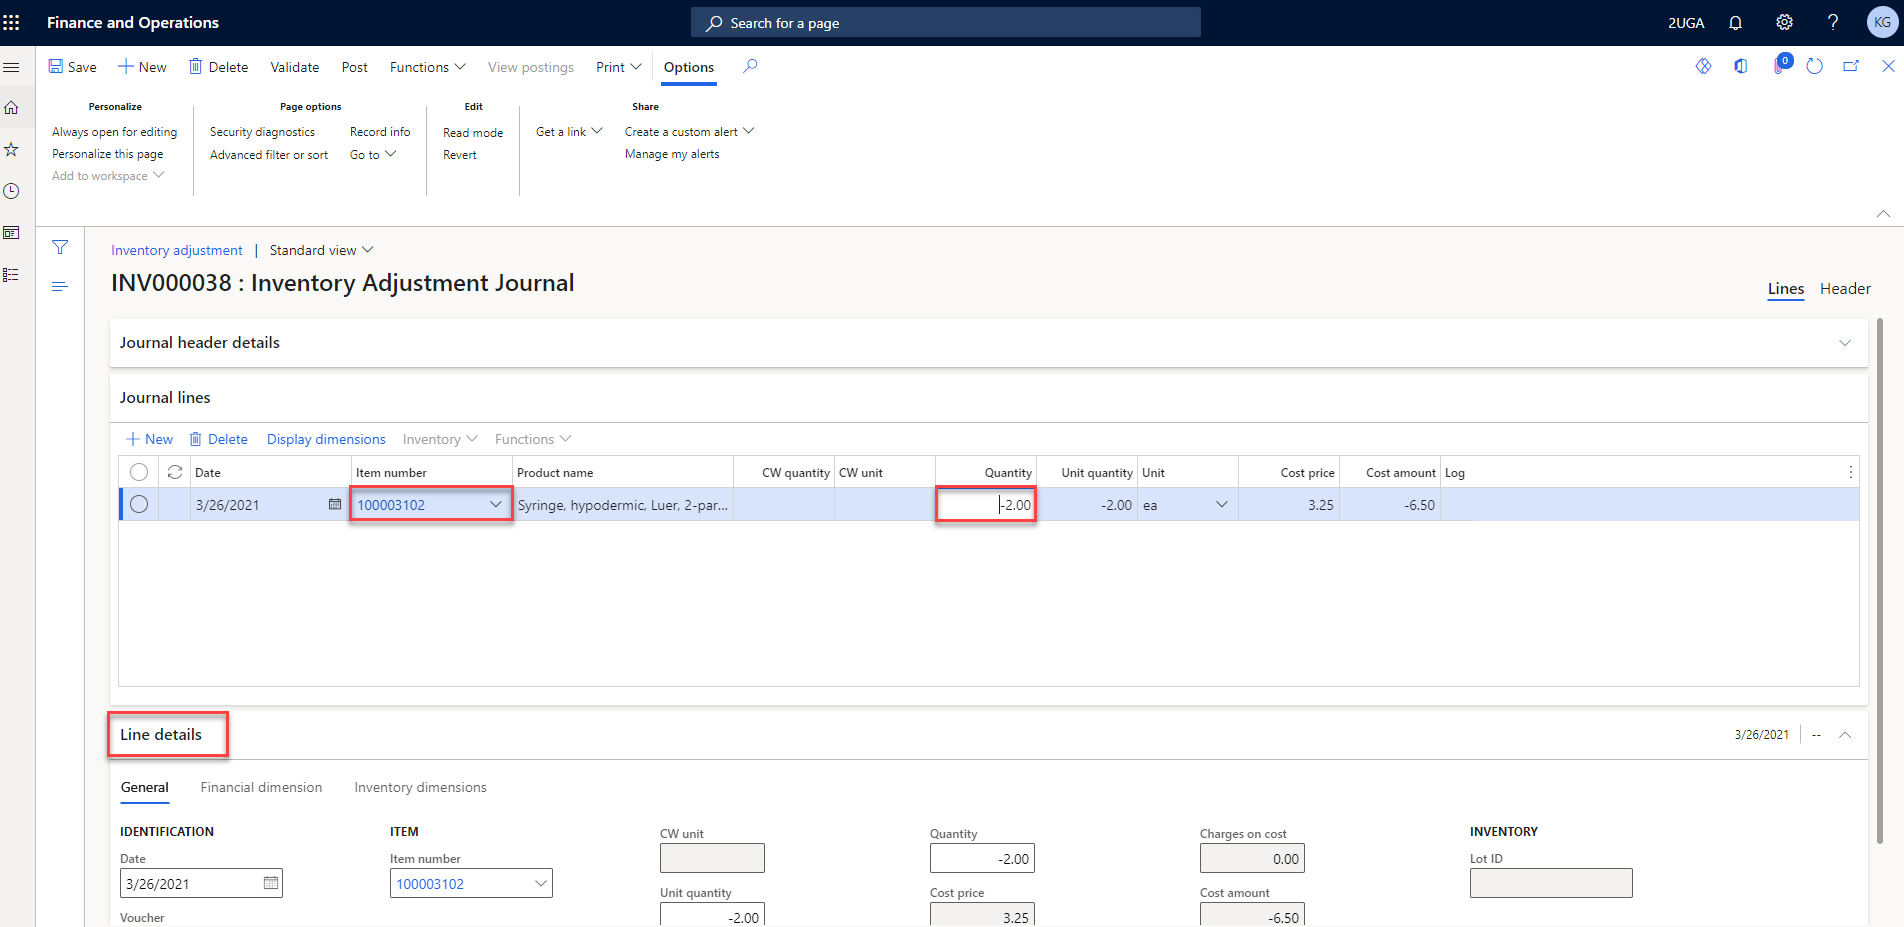 Finance and Operations
Search for a page
2UGA
?
KG
Save
New
Delete
Validate
Post
Functions
View postings
Print
Options
0
Personalize
Always open for editing
Personalize this page
Add to workspace
Page options
Security diagnostics
Record info
Advanced filter or sort
Go to
Edit
Read mode
Revert
Share
Get a link
Create a custom alert
Manage my alerts
Inventory adjustment | Standard view
INV000038 : Inventory Adjustment Journal
Lines
Header
Journal header details
Journal lines
New
Delete
Display dimensions
Inventory
Functions
Date
Item number
Product name
CW quantity
CW unit
Quantity
Unit quantity
Unit
Cost price
Cost amount
Log
3/26/2021
100003102
Syringe, hypodermic, Luer, 2-par...
-2.00
-2.00
ea
3.25
-6.50
Line details
3/26/2021
--
General
Financial dimension
Inventory dimensions
IDENTIFICATION
Date
3/26/2021
Voucher
ITEM
Item number
100003102
CW unit
Unit quantity
-2.00
Quantity
-2.00
Cost price
3.25
Charges on cost
0.00
Cost amount
-6.50
INVENTORY
Lot ID